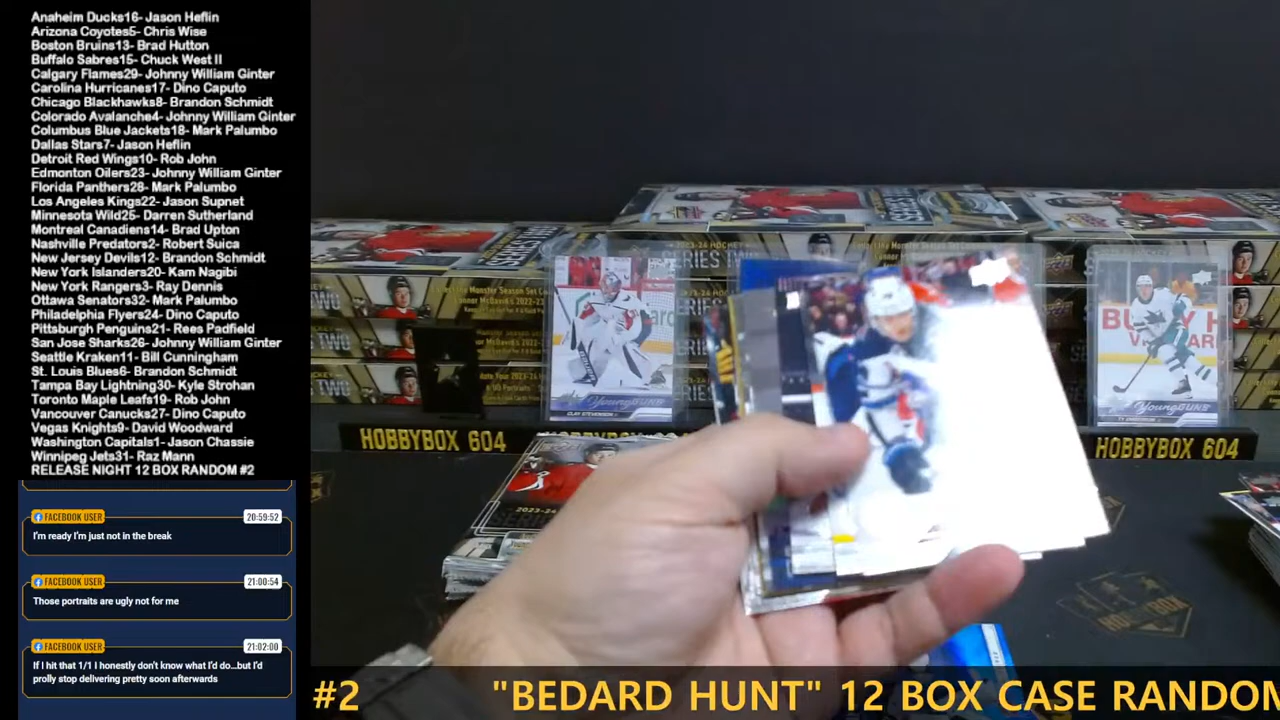 Anaheim Ducks16- Jason Heflin
Arizona Coyotes5- Chris Wise
Boston Bruins13- Brad Hutton
Buffalo Sabres15- Chuck West II
Calgary Flames29- Johnny William Ginter
Carolina Hurricanes17- Dino Caputo
Chicago Blackhawks8- Brandon Schmidt
Colorado Avalanche4- Johnny William Ginter
Columbus Blue Jackets18- Mark Palumbo
Dallas Stars7- Jason Heflin
Detroit Red Wings10- Rob John
Edmonton Oilers23- Johnny William Ginter
Florida Panthers28- Mark Palumbo
Los Angeles Kings22- Jason Supnet
Minnesota Wild25- Darren Sutherland
Montreal Canadiens14- Brad Upton
Nashville Predators2- Robert Suica
New Jersey Devils12- Brandon Schmidt
New York Islanders20- Kam Nagibi
New York Rangers3- Ray Dennis
Ottawa Senators32- Mark Palumbo
Philadelphia Flyers24- Dino Caputo
Pittsburgh Penguins21- Rees Padfield
San Jose Sharks26- Johnny William Ginter
Seattle Kraken11- Bill Cunningham
St. Louis Blues6- Brandon Schmidt
Tampa Bay Lightning30- Kyle Strohan
Toronto Maple Leafs19- Rob John
Vancouver Canucks27- Dino Caputo
Vegas Knights9- David Woodward
Washington Capitals1- Jason Chassie
Winnipeg Jets31- Raz Mann
RELEASE NIGHT 12 BOX RANDOM #2
FACEBOOK USER 20:59:52
I'm ready I'm just not in the break
FACEBOOK USER 21:00:54
Those portraits are ugly not for me
FACEBOOK USER 21:02:00
If I hit that 1/1 I honestly don't know what I'd do...but I'd
prolly stop delivering pretty soon afterwards
HOBBYBOX 604
HOBBYBOX 604
Young Guns
CLAY STEVENSON
Young Guns
#2 "BEDARD HUNT" 12 BOX CASE RANDOM